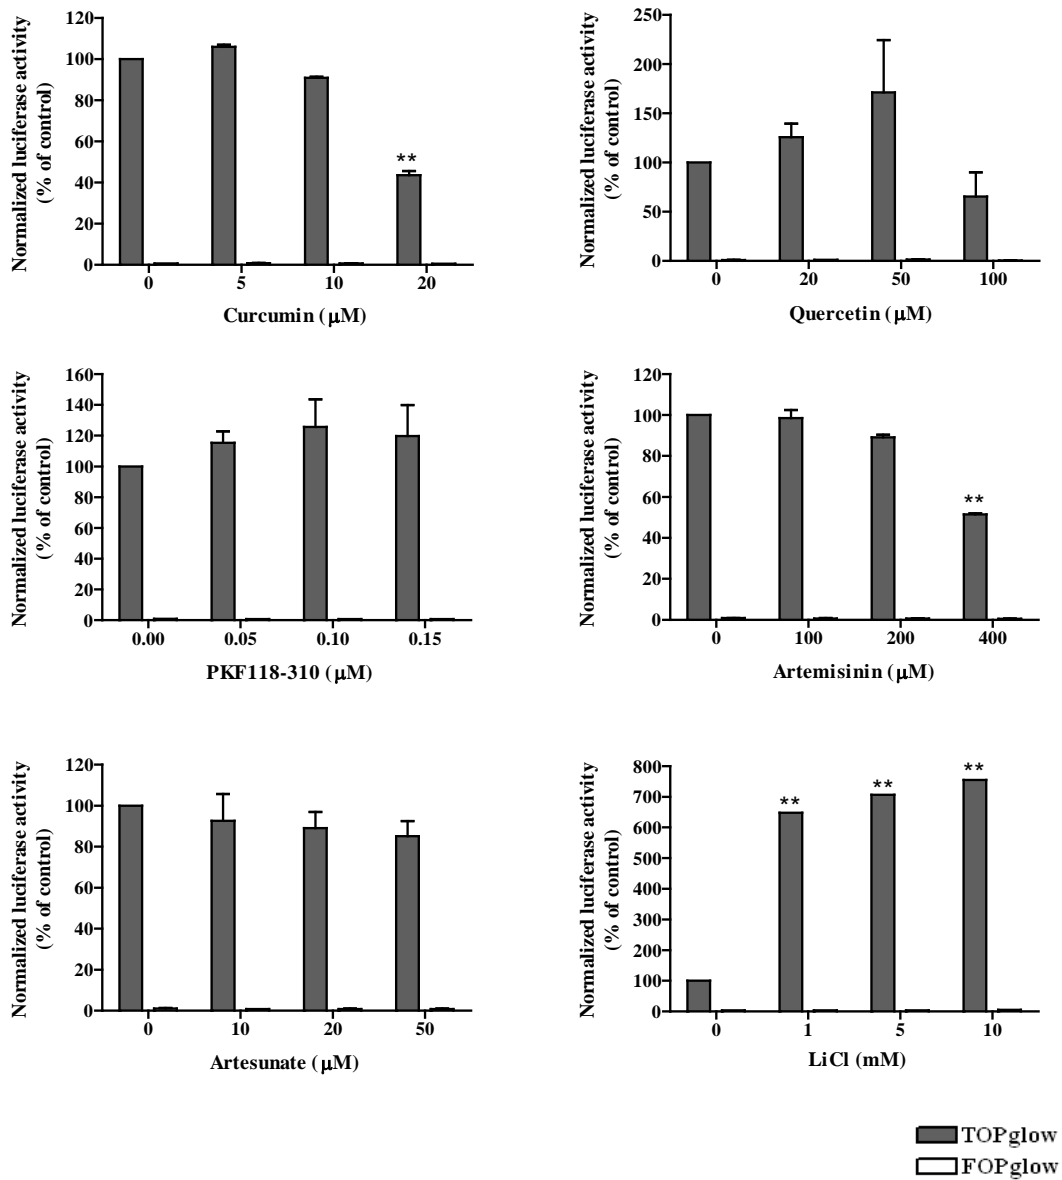 Normalized luciferase activity
(% of control)
120
100
80
60
40
20
0
**
0 5 10 20
Curcumin (μM)
Normalized luciferase activity
(% of control)
250
200
150
100
50
0
0 20 50 100
Quercetin (μM)
Normalized luciferase activity
(% of control)
160
140
120
100
80
60
40
20
0
0.00 0.05 0.10 0.15
PKF118-310 (μM)
Normalized luciferase activity
(% of control)
120
100
80
60
40
20
0
**
0 100 200 400
Artemisinin (μM)
Normalized luciferase activity
(% of control)
120
100
80
60
40
20
0
0 10 20 50
Artesunate (μM)
Normalized luciferase activity
(% of control)
800
700
600
500
400
300
200
100
0
** ** **
0 1 5 10
LiCl (mM)
TOPglow
FOPglow